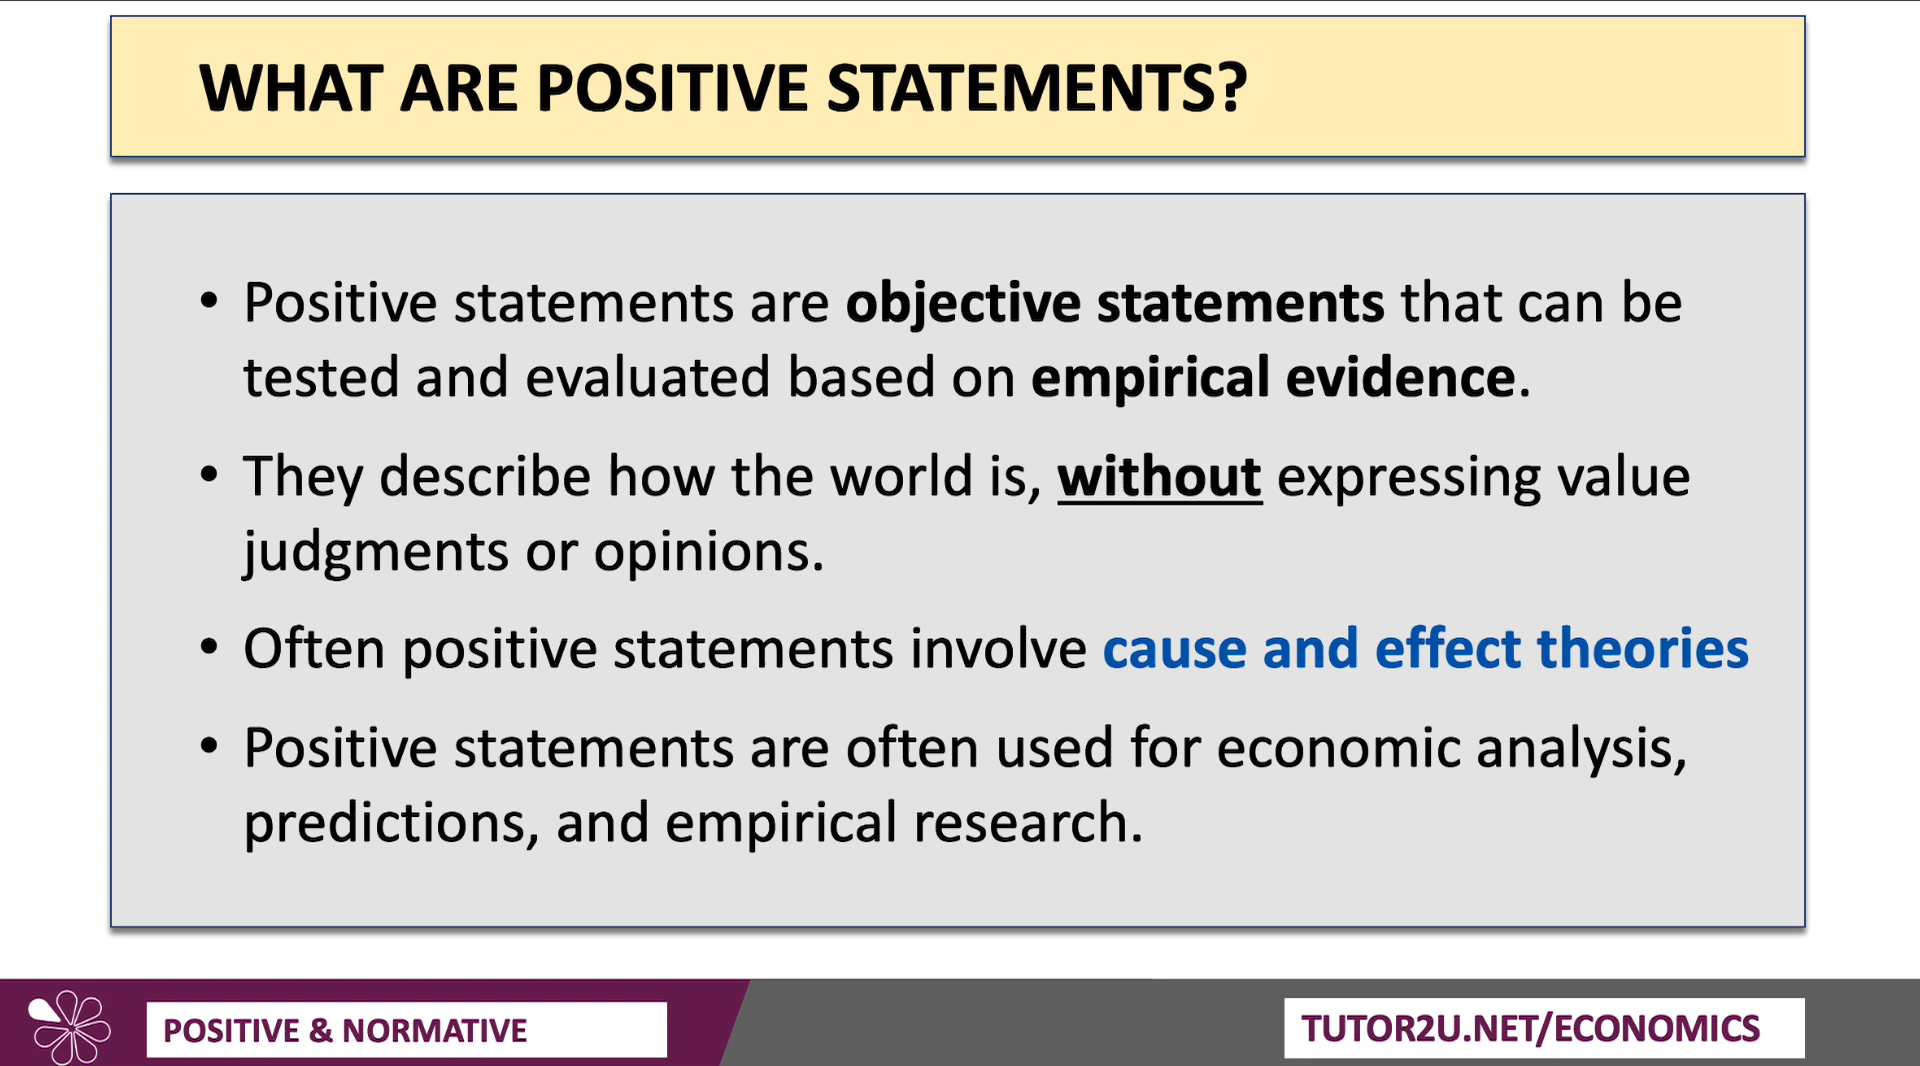 WHAT ARE POSITIVE STATEMENTS?
• Positive statements are objective statements that can be
tested and evaluated based on empirical evidence.
• They describe how the world is, without expressing value
judgments or opinions.
• Often positive statements involve cause and effect theories
• Positive statements are often used for economic analysis,
predictions, and empirical research.
POSITIVE & NORMATIVE
TUTOR2U.NET/ECONOMICS